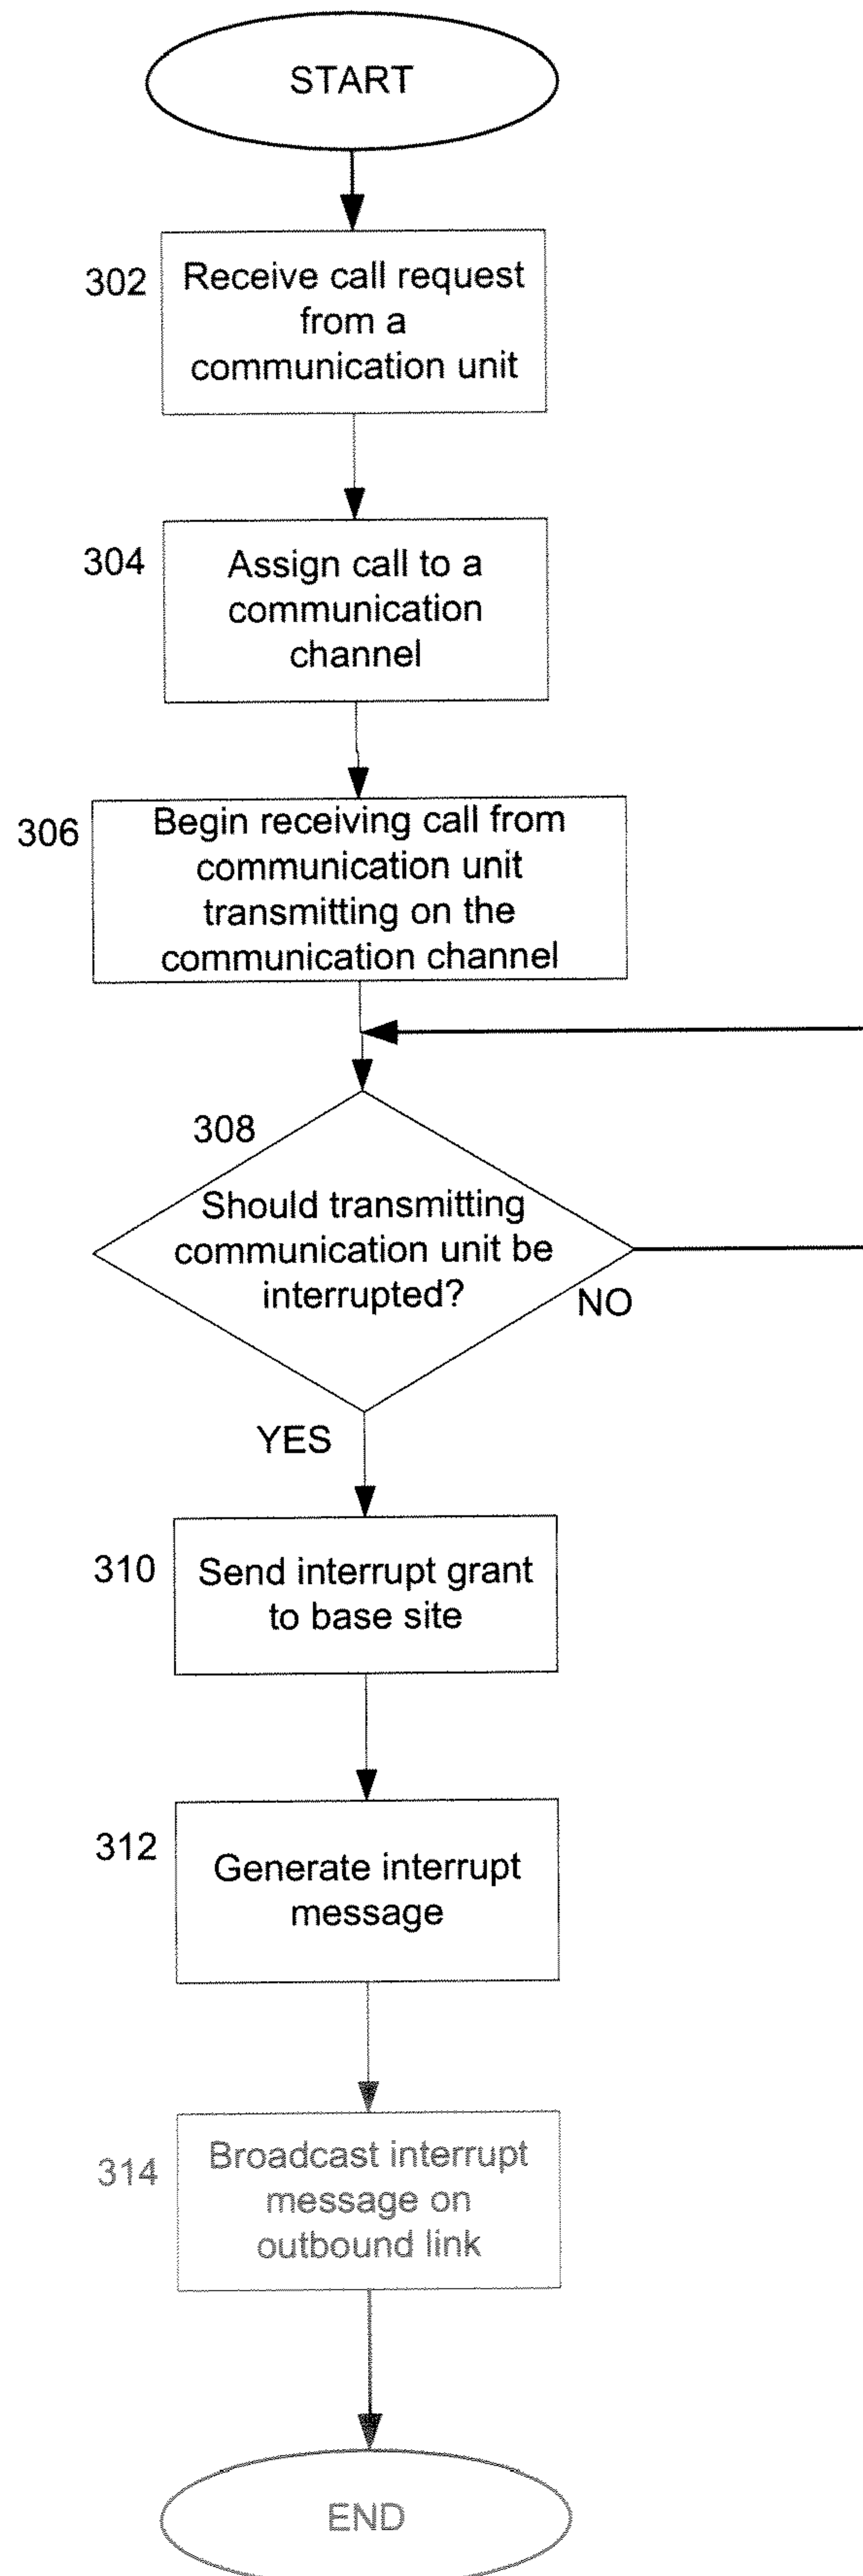 START
302
Receive call request
from a
communication unit
304
Assign call to a
communication
channel
306
Begin receiving call from
communication unit
transmitting on the
communication channel
308
Should transmitting
communication unit be
interrupted?
NO
YES
310
Send interrupt grant
to base site
312
Generate interrupt
message
314
Broadcast interrupt
message on
outbound link
END